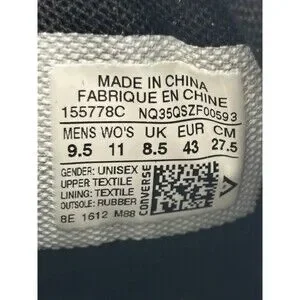 MADE IN CHINA
FABRIQUE EN CHINE
155778C NQ35QSZF00593
MENS WO'S UK EUR CM
9.5 11 8.5 43 27.5
GENDER: UNISEX
UPPER: TEXTILE
LINING: TEXTILE
OUTSOLE: RUBBER
8E 1612 M88
CONVERSE